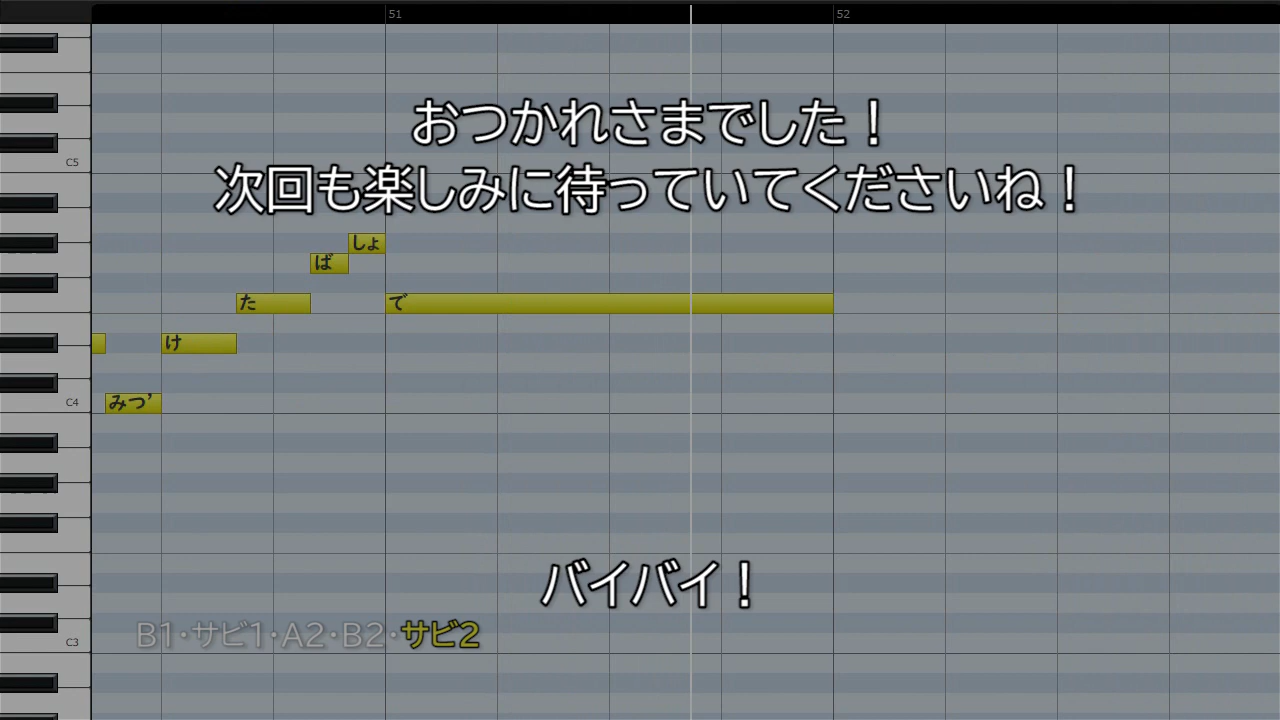 51
52
おつかれさまでした！
C5
次回も楽しみに待っていてくださいね！
しょ
ば
た
で
け
C4
みつ’
バイバイ！
B1・サビ1・A2・B2・サビ2
C3